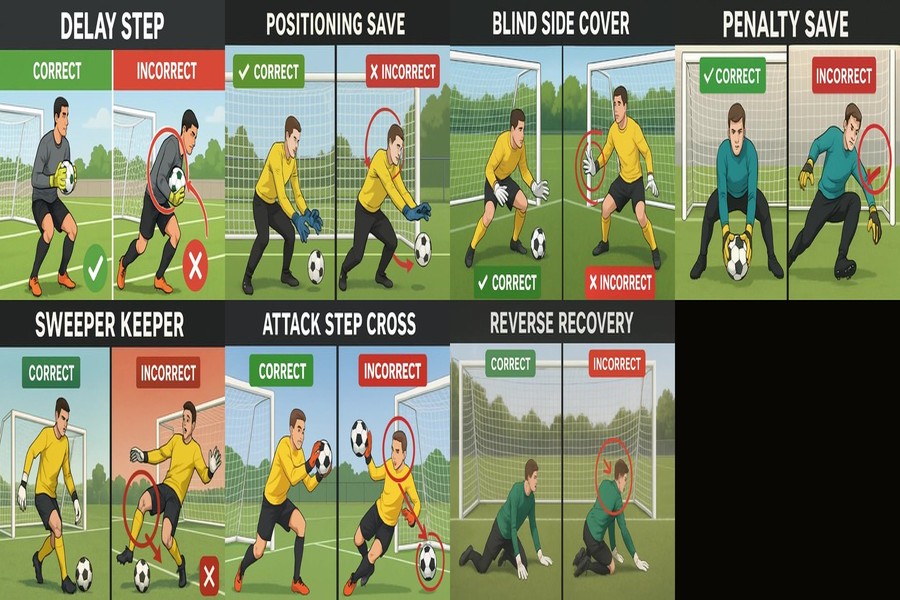 DELAY STEP
CORRECT
INCORRECT
POSITIONING SAVE
✓ CORRECT
✗ INCORRECT
BLIND SIDE COVER
✓ CORRECT
✗ INCORRECT
PENALTY SAVE
✓ CORRECT
INCORRECT
SWEEPER KEEPER
CORRECT
INCORRECT
ATTACK STEP CROSS
CORRECT
INCORRECT
REVERSE RECOVERY
CORRECT
INCORRECT